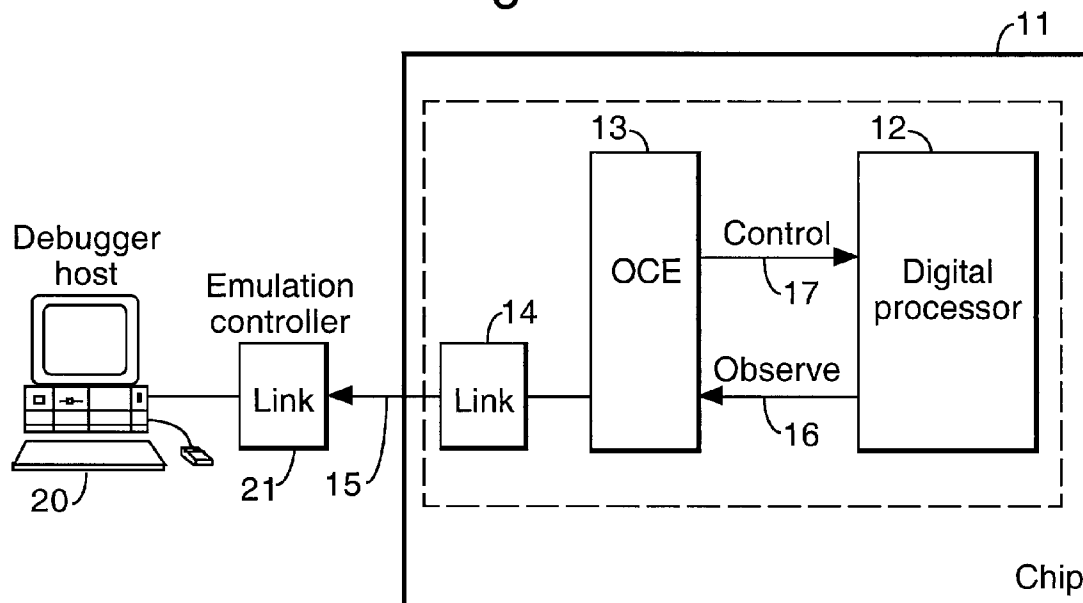 11
13
12
Debugger
host
Emulation
controller
14
Control
17
OCE
Digital
processor
Link
Link
Observe
16
20
21
15
Chip